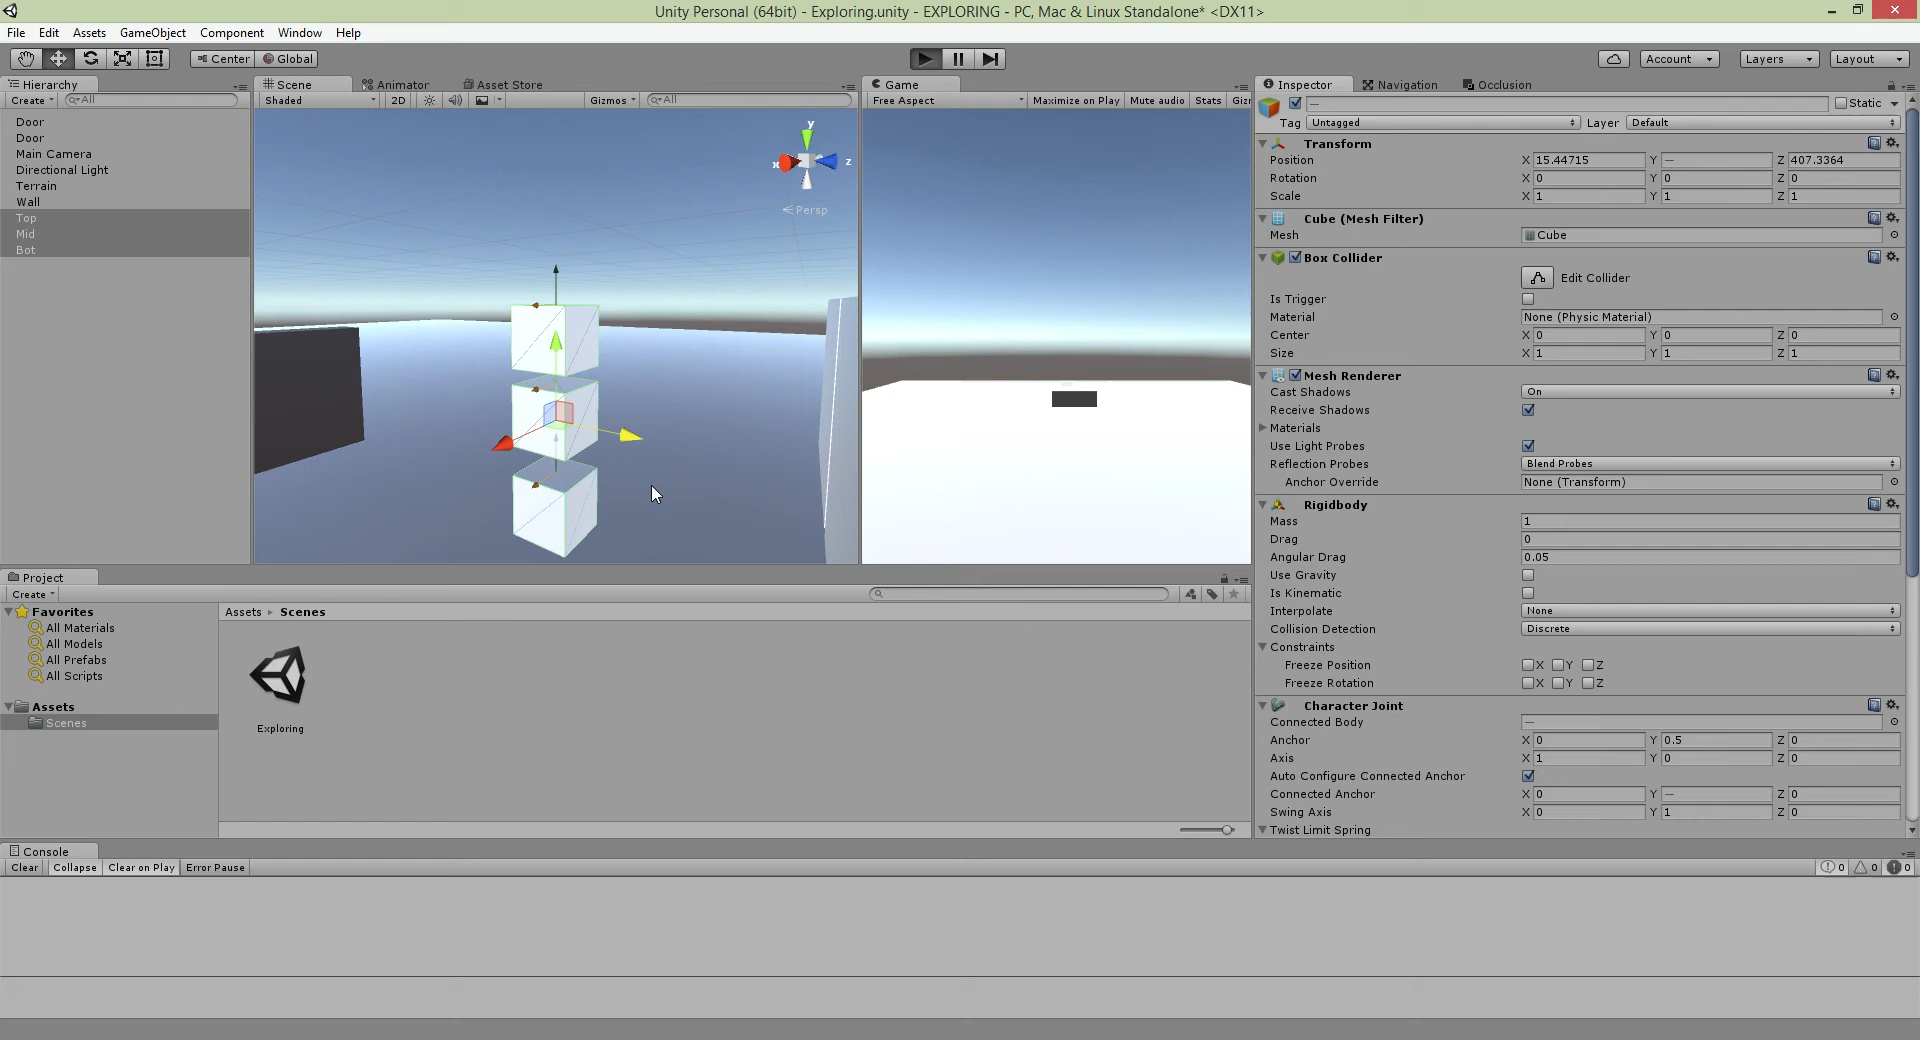 Unity Personal (64bit) - Exploring.unity - EXPLORING - PC, Mac & Linux Standalone* <DX11>
File Edit Assets GameObject Component Window Help
Center Global Account Layers Layout
Hierarchy
Create All
Door
Door
Main Camera
Directional Light
Terrain
Wall
Top
Mid
Bot
Scene Animator Asset Store
Shaded 2D Gizmos All
y
x z
Persp
Game
Free Aspect Maximize on Play Mute audio Stats Giz
Inspector Navigation Occlusion
— Static
Tag Untagged Layer Default
Transform
Position X 15.44715 Y — Z 407.3364
Rotation X 0 Y 0 Z 0
Scale X 1 Y 1 Z 1
Cube (Mesh Filter)
Mesh Cube
Box Collider
Edit Collider
Is Trigger
Material None (Physic Material)
Center X 0 Y 0 Z 0
Size X 1 Y 1 Z 1
Mesh Renderer
Cast Shadows On
Receive Shadows
Materials
Use Light Probes
Reflection Probes Blend Probes
Anchor Override None (Transform)
Rigidbody
Mass 1
Drag 0
Angular Drag 0.05
Use Gravity
Is Kinematic
Interpolate None
Collision Detection Discrete
Constraints
Freeze Position X Y Z
Freeze Rotation X Y Z
Character Joint
Connected Body —
Anchor X 0 Y 0.5 Z 0
Axis X 1 Y 0 Z 0
Auto Configure Connected Anchor
Connected Anchor X 0 Y — Z 0
Swing Axis X 0 Y 1 Z 0
Twist Limit Spring
Project
Create
Favorites
All Materials
All Models
All Prefabs
All Scripts
Assets
Scenes
Assets Scenes
Exploring
Console
Clear Collapse Clear on Play Error Pause 0 0 0